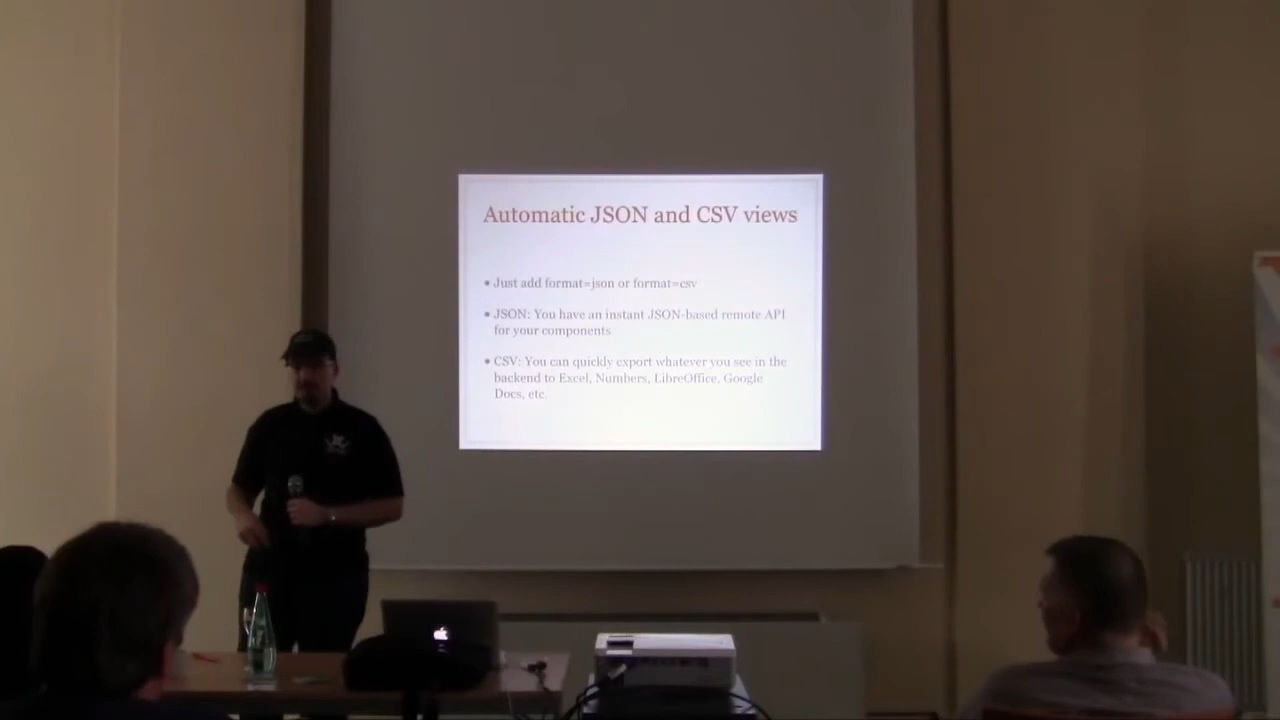 Automatic JSON and CSV views
• Just add format=json or format=csv
• JSON: You have an instant JSON-based remote API
for your components
• CSV: You can quickly export whatever you see in the
backend to Excel, Numbers, LibreOffice, Google
Docs, etc.